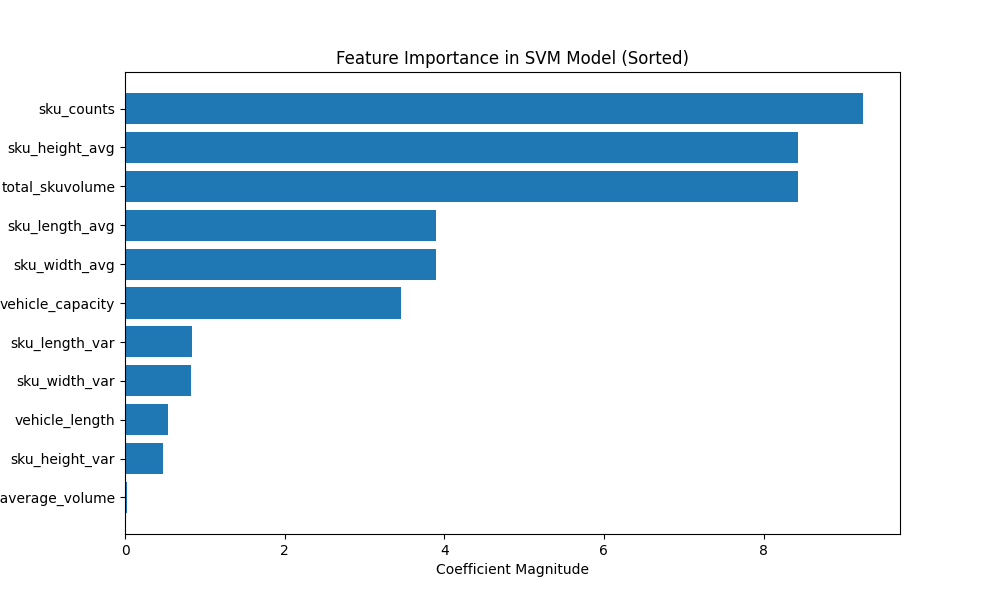 Feature Importance in SVM Model (Sorted)
sku_counts
sku_height_avg
total_skuvolume
sku_length_avg
sku_width_avg
vehicle_capacity
sku_length_var
sku_width_var
vehicle_length
sku_height_var
average_volume
0 2 4 6 8
Coefficient Magnitude